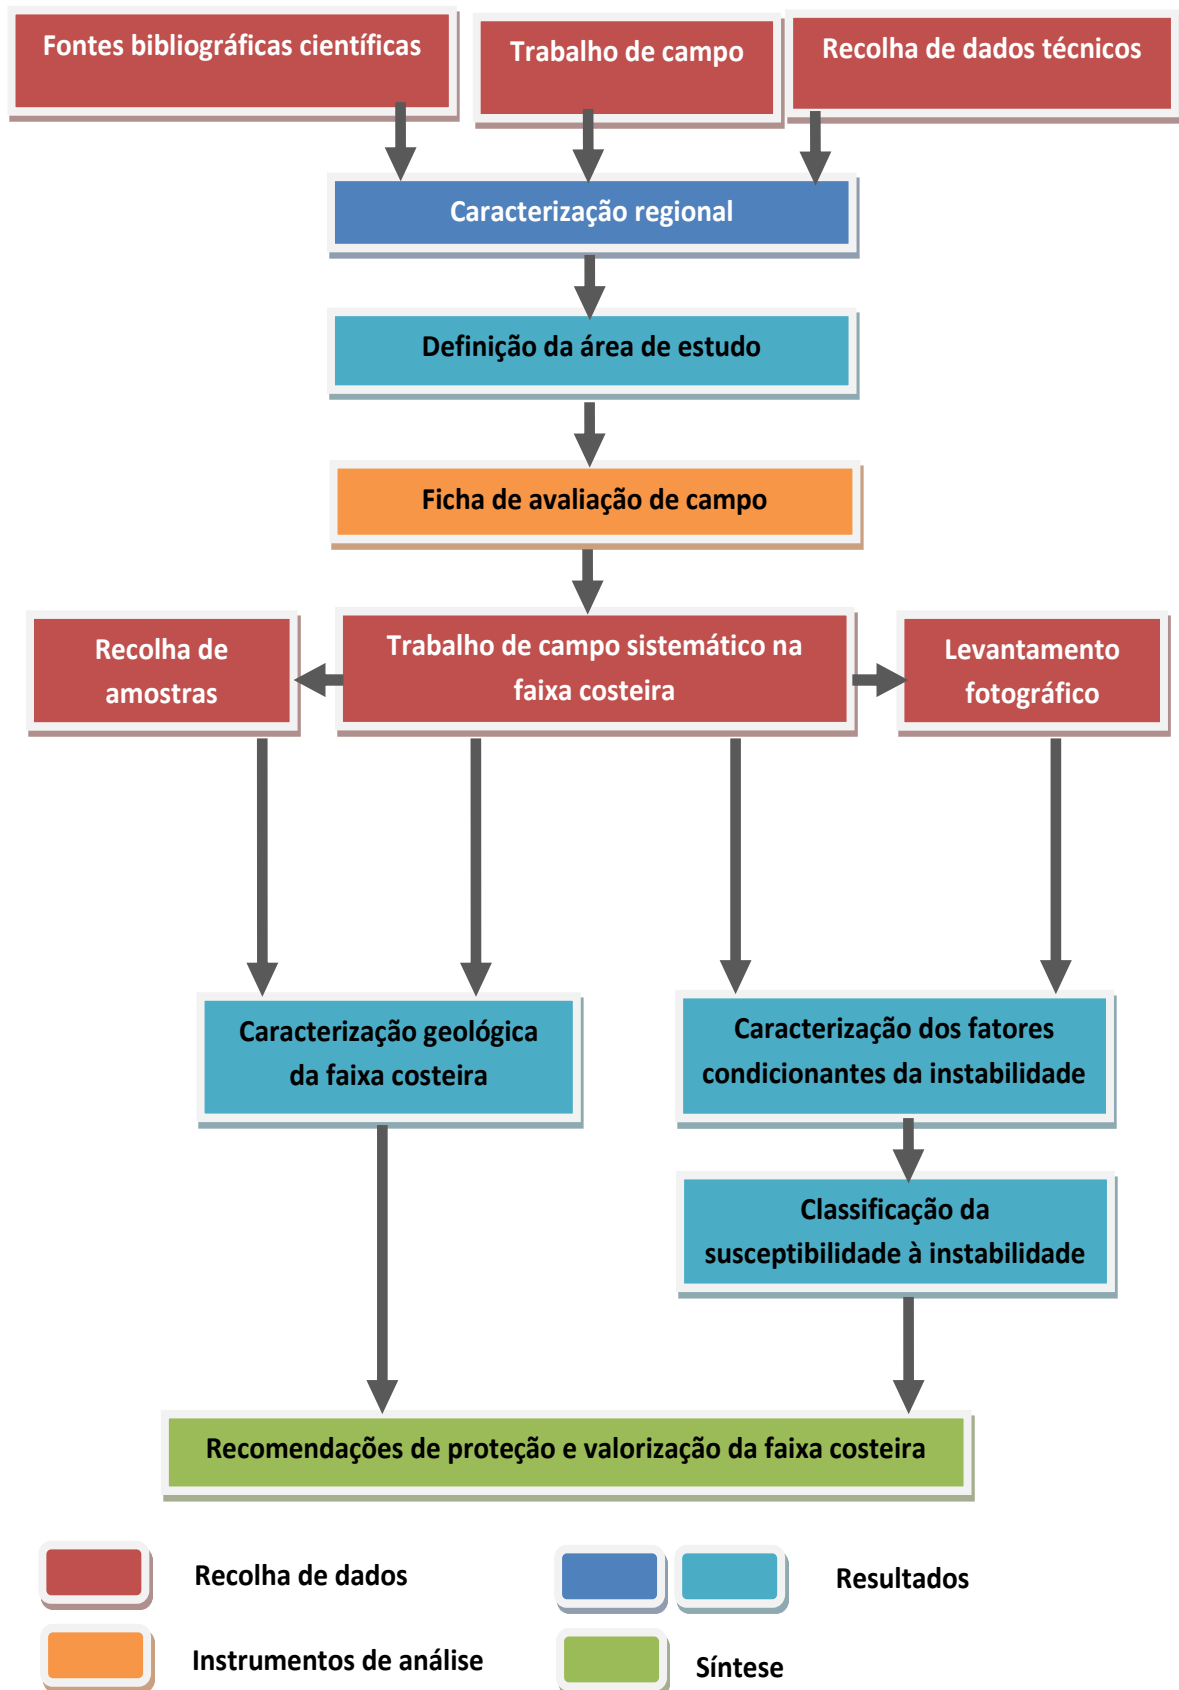 Fontes bibliográficas científicas
Trabalho de campo
Recolha de dados técnicos
Caracterização regional
Definição da área de estudo
Ficha de avaliação de campo
Recolha de
amostras
Trabalho de campo sistemático na
faixa costeira
Levantamento
fotográfico
Caracterização geológica
da faixa costeira
Caracterização dos fatores
condicionantes da instabilidade
Classificação da
susceptibilidade à instabilidade
Recomendações de proteção e valorização da faixa costeira
Recolha de dados
Resultados
Instrumentos de análise
Síntese